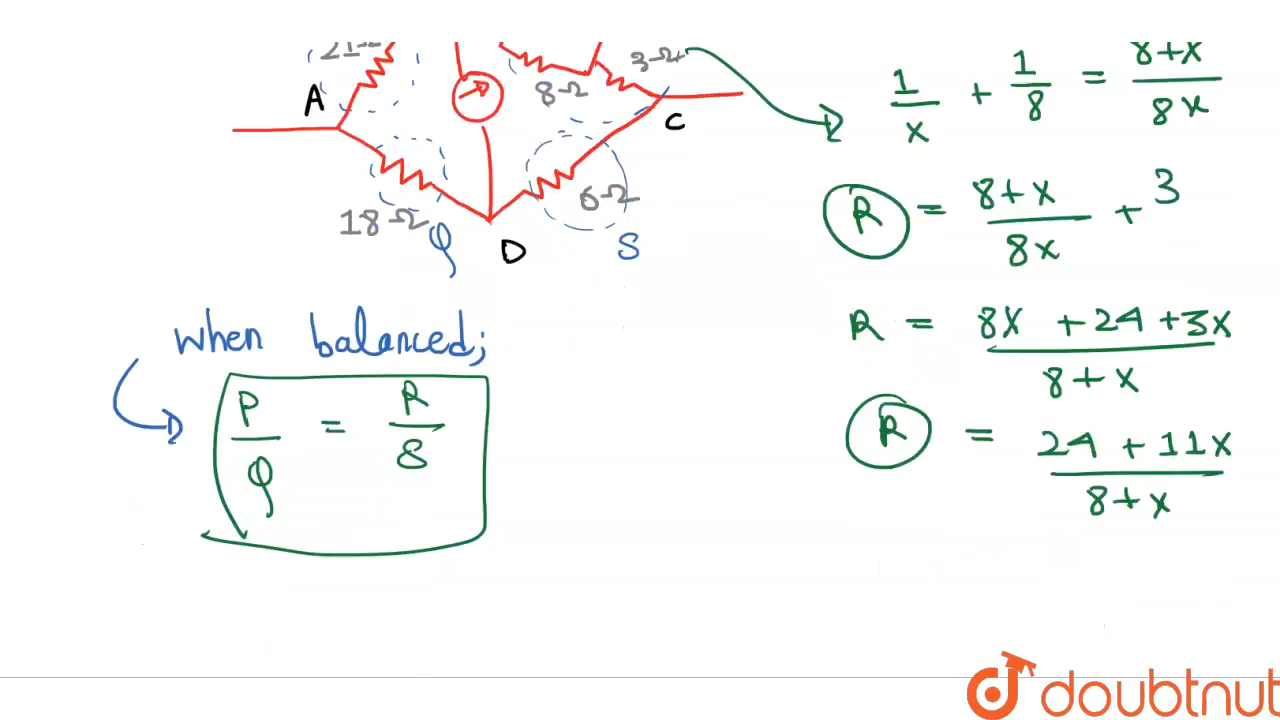 21Ω
3Ω
8Ω
A
C
18Ω
6Ω
Q
D
S
when balanced;
P/Q = R/S
1/x + 1/8 = 8+x/8x
R = 8+x/8x + 3
R = 8x + 24 + 3x/8+x
R = 24 + 11x/8+x
doubtnut